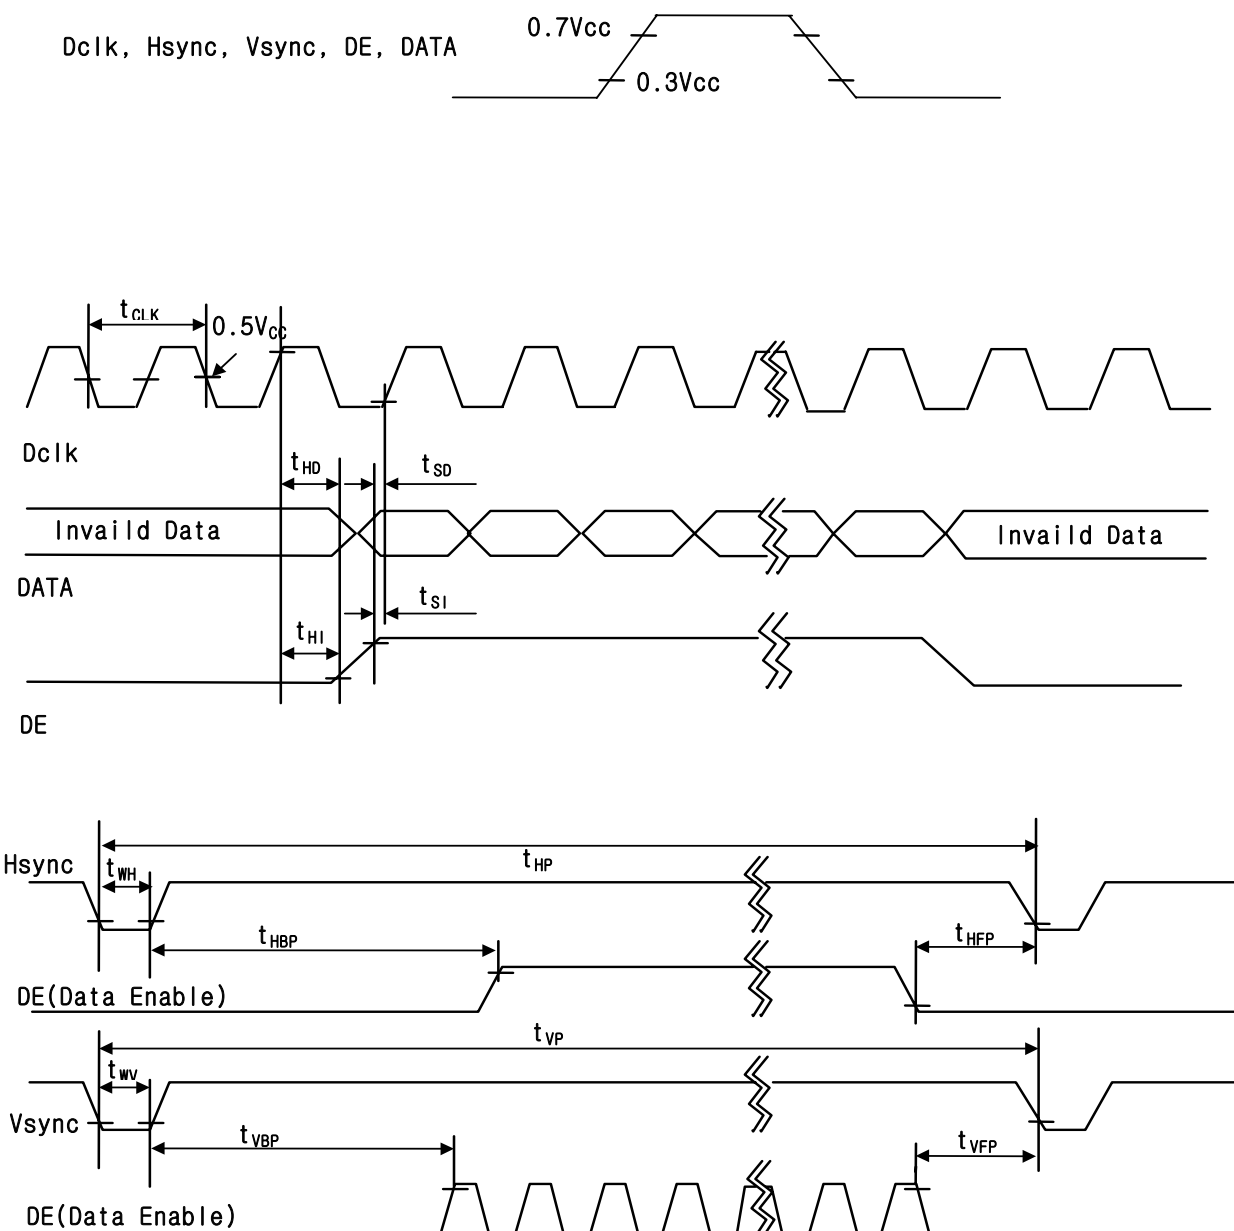 Dclk, Hsync, Vsync, DE, DATA
0.7Vcc
0.3Vcc
tCLK
0.5Vcc
Dclk
tHD
tSD
Invaild Data
Invaild Data
DATA
tSI
tHI
DE
tHP
Hsync
tWH
tHBP
tHFP
DE(Data Enable)
tVP
tWV
Vsync
tVBP
tVFP
DE(Data Enable)